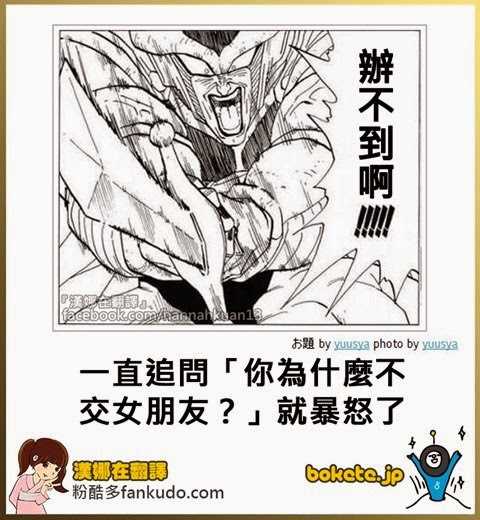 辦不到啊!!!!!
『漢娜在翻譯』
facebook.com/hannahkuan13
お題 by yuusya photo by yuusya
一直追問「你為什麼不
交女朋友？」就暴怒了
漢娜在翻譯
粉酷多fankudo.com
bokete.jp